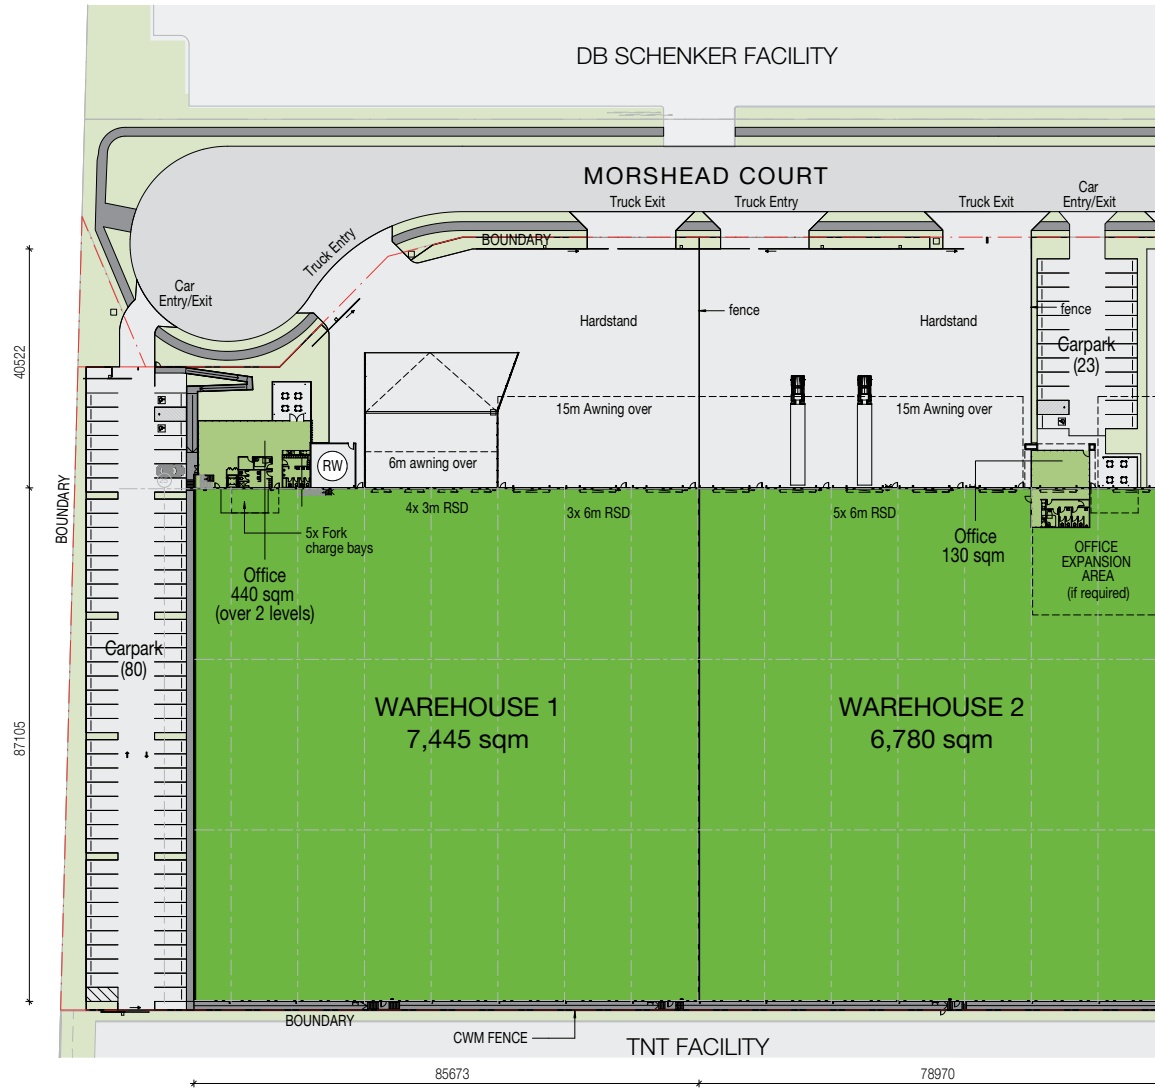 DB SCHENKER FACILITY
MORSHEAD COURT
Truck Exit
Truck Entry
Truck Exit
Car
Entry/Exit
BOUNDARY
Truck Entry
Car
Entry/Exit
Hardstand
fence
Hardstand
fence
Carpark
(23)
40522
15m Awning over
15m Awning over
6m awning over
RW
BOUNDARY
4x 3m RSD
3x 6m RSD
5x 6m RSD
5x Fork
charge bays
Office
440 sqm
(over 2 levels)
Office
130 sqm
OFFICE
EXPANSION
AREA
(if required)
Carpark
(80)
87105
WAREHOUSE 1
7,445 sqm
WAREHOUSE 2
6,780 sqm
BOUNDARY
CWM FENCE
TNT FACILITY
85673
78970